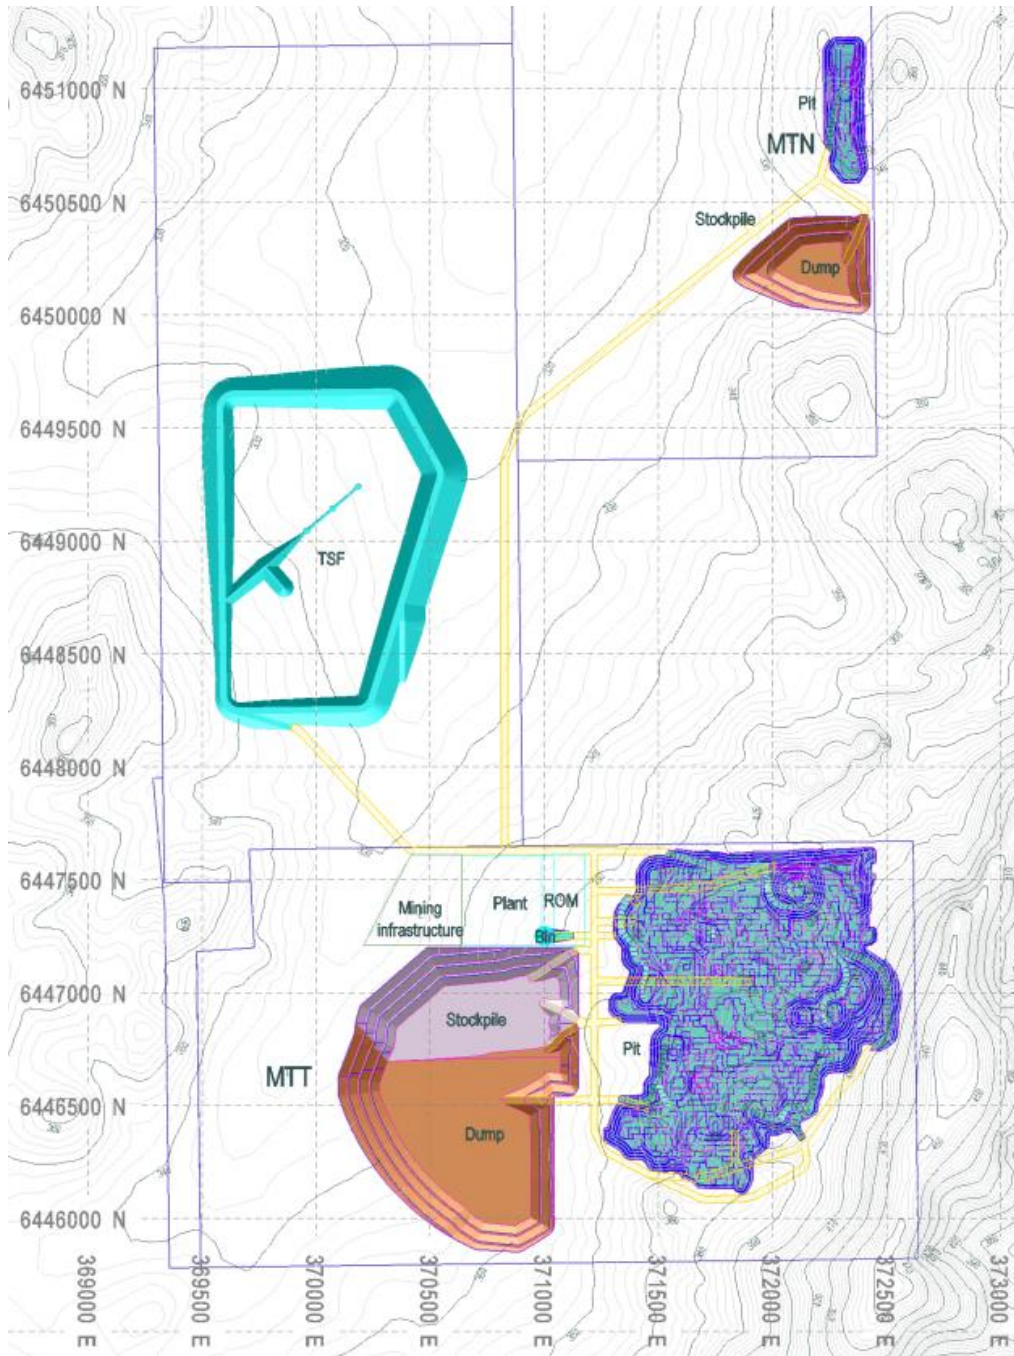 6451000 N
Pit
MTN
6450500 N
Stockpile
Dump
6450000 N
6449500 N
6449000 N
TSF
6448500 N
6448000 N
6447500 N
Mining
infrastructure
Plant
ROM
Bin
6447000 N
Stockpile
Pit
MTT
6446500 N
Dump
6446000 N
369000 E
369500 E
370000 E
370500 E
371000 E
371500 E
372000 E
372500 E
373000 E